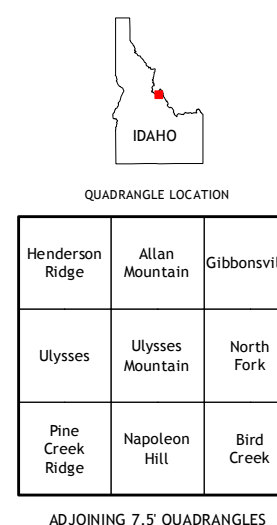 IDAHO
QUADRANGLE LOCATION
Henderson
Ridge
Allan
Mountain
Gibbonsvil
Ulysses
Ulysses
Mountain
North
Fork
Pine
Creek
Ridge
Napoleon
Hill
Bird
Creek
ADJOINING 7.5' QUADRANGLES